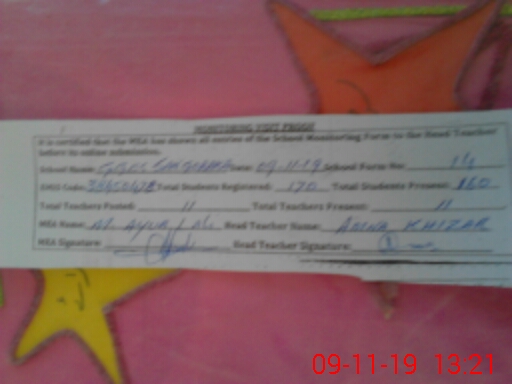 MONITORING VISIT PROOF
It is certified that the MEA has shown all entries of the School Monitoring Form to the Head Teacher
before its online submission.
School Name: Date: 09-11-19 School Form No: 14
EMIS Code: Total Students Registered: 170 Total Students Present: 160
Total Teachers Posted: 11 Total Teachers Present: 11
MEA Name: Head Teacher Name: AMNA KHIZAR
MEA Signature: Head Teacher Signature:
09-11-19 13:21